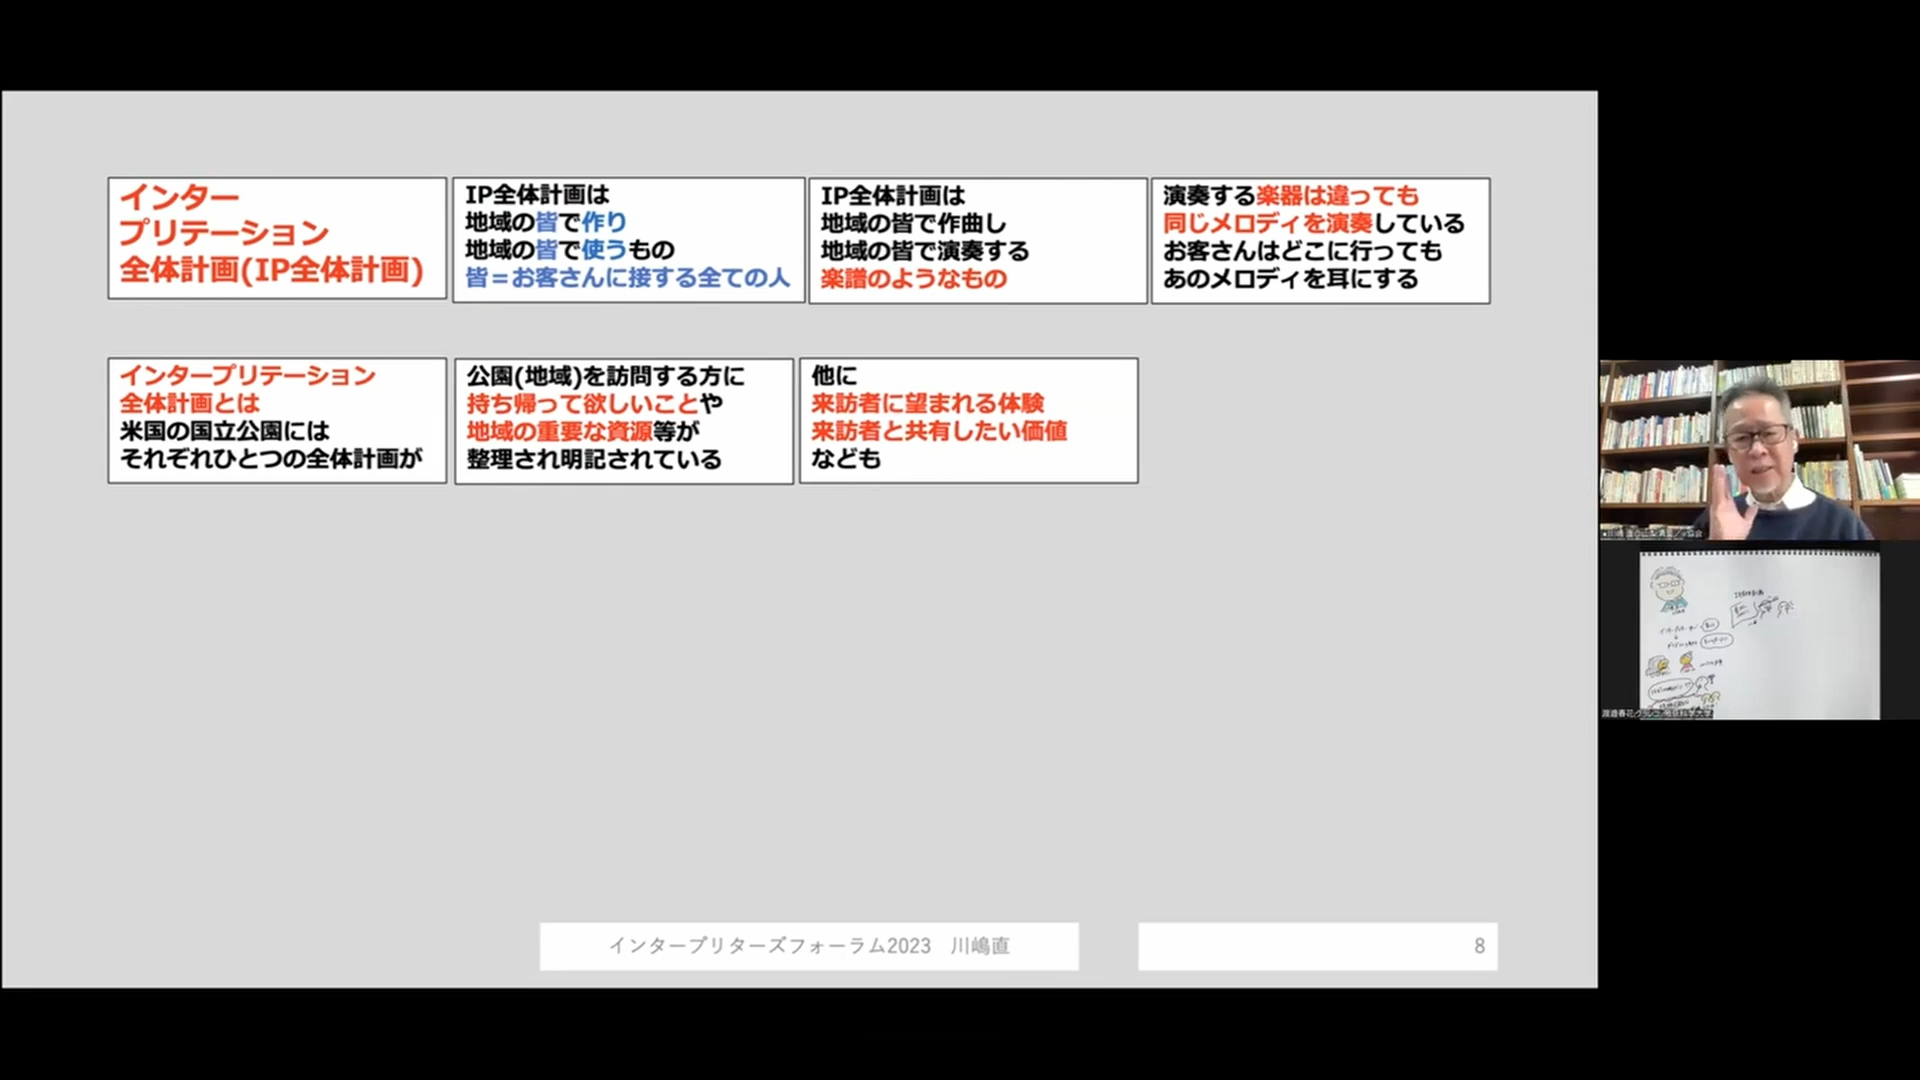 インター
プリテーション
全体計画(IP全体計画)
IP全体計画は
地域の皆で作り
地域の皆で使うもの
皆＝お客さんに接する全ての人
IP全体計画は
地域の皆で作曲し
地域の皆で演奏する
楽譜のようなもの
演奏する楽器は違っても
同じメロディを演奏している
お客さんはどこに行っても
あのメロディを耳にする
インタープリテーション
全体計画とは
米国の国立公園には
それぞれひとつの全体計画が
公園(地域)を訪問する方に
持ち帰って欲しいことや
地域の重要な資源等が
整理され明記されている
他に
来訪者に望まれる体験
来訪者と共有したい価値
なども
インタープリターズフォーラム2023　川嶋直
8